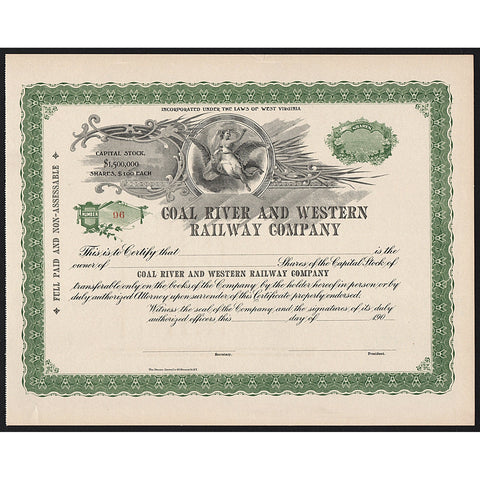 INCORPORATED UNDER THE LAWS OF WEST VIRGINIA
CAPITAL STOCK,
$1,500,000
SHARES, $100 EACH
SHARES
NUMBER
96
FULL PAID AND NON-ASSESSABLE
COAL RIVER AND WESTERN
RAILWAY COMPANY
This is to Certify that is the
owner of Shares of the Capital Stock of
COAL RIVER AND WESTERN RAILWAY COMPANY
transferable only on the books of the Company by the holder hereof in person or by
duly authorized Attorney upon surrender of this Certificate properly endorsed.
Witness the seal of the Company and the signatures of its duly
authorized officers this day of 190
Secretary. President.